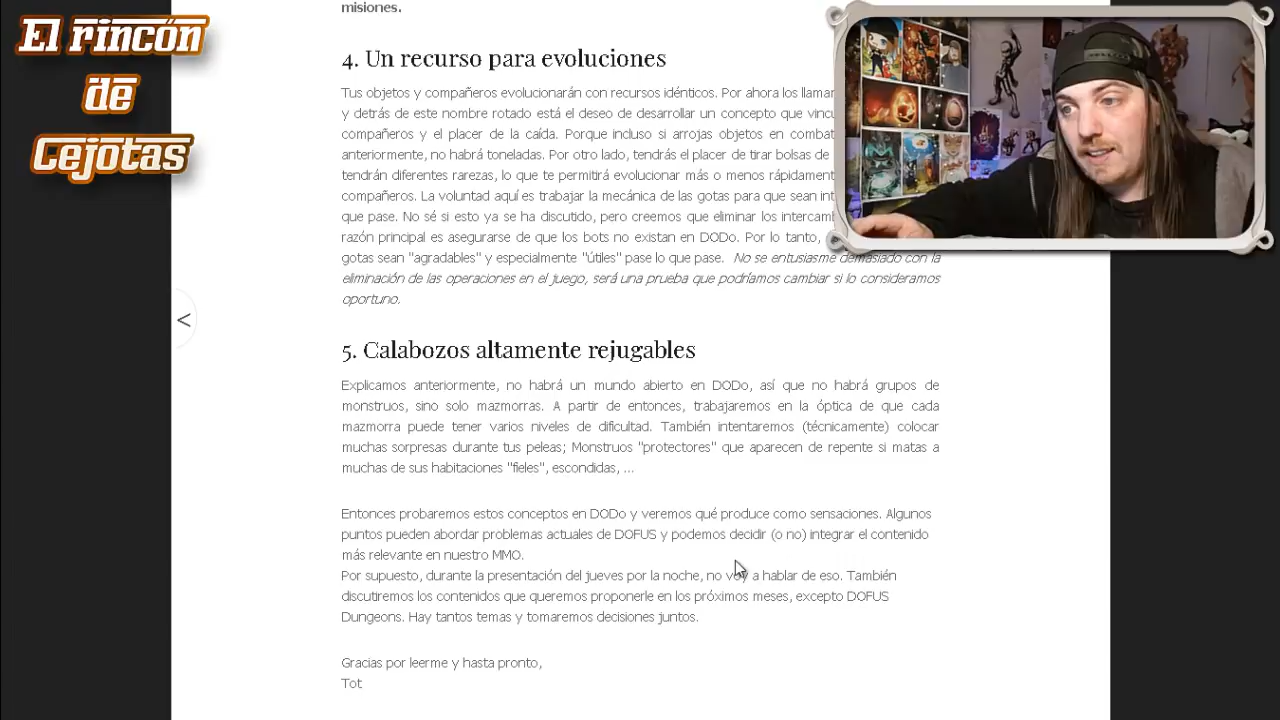 El rincón
de
Cejotas
misiones.
4. Un recurso para evoluciones
Tus objetos y compañeros evolucionarán con recursos idénticos. Por ahora los llamar
y detrás de este nombre rotado está el deseo de desarrollar un concepto que vincu
compañeros y el placer de la caída. Porque incluso si arrojas objetos en combat
anteriormente, no habrá toneladas. Por otro lado, tendrás el placer de tirar bolsas de
tendrán diferentes rarezas, lo que te permitirá evolucionar más o menos rápidament
compañeros. La voluntad aquí es trabajar la mecánica de las gotas para que sean int
que pase. No sé si esto ya se ha discutido, pero creemos que eliminar los intercamb
razón principal es asegurarse de que los bots no existan en DODo. Por lo tanto,
gotas sean "agradables" y especialmente "útiles" pase lo que pase. No se entusiasme demasiado con la
eliminación de las operaciones en el juego, será una prueba que podríamos cambiar si lo consideramos
oportuno.
<
5. Calabozos altamente rejugables
Explicamos anteriormente, no habrá un mundo abierto en DODo, así que no habrá grupos de
monstruos, sino solo mazmorras. A partir de entonces, trabajaremos en la óptica de que cada
mazmorra puede tener varios niveles de dificultad. También intentaremos (técnicamente) colocar
muchas sorpresas durante tus peleas; Monstruos "protectores" que aparecen de repente si matas a
muchas de sus habitaciones "fieles", escondidas, ...
Entonces probaremos estos conceptos en DODo y veremos qué produce como sensaciones. Algunos
puntos pueden abordar problemas actuales de DOFUS y podemos decidir (o no) integrar el contenido
más relevante en nuestro MMO.
Por supuesto, durante la presentación del jueves por la noche, no voy a hablar de eso. También
discutiremos los contenidos que queremos proponerle en los próximos meses, excepto DOFUS
Dungeons. Hay tantos temas y tomaremos decisiones juntos.
Gracias por leerme y hasta pronto,
Tot